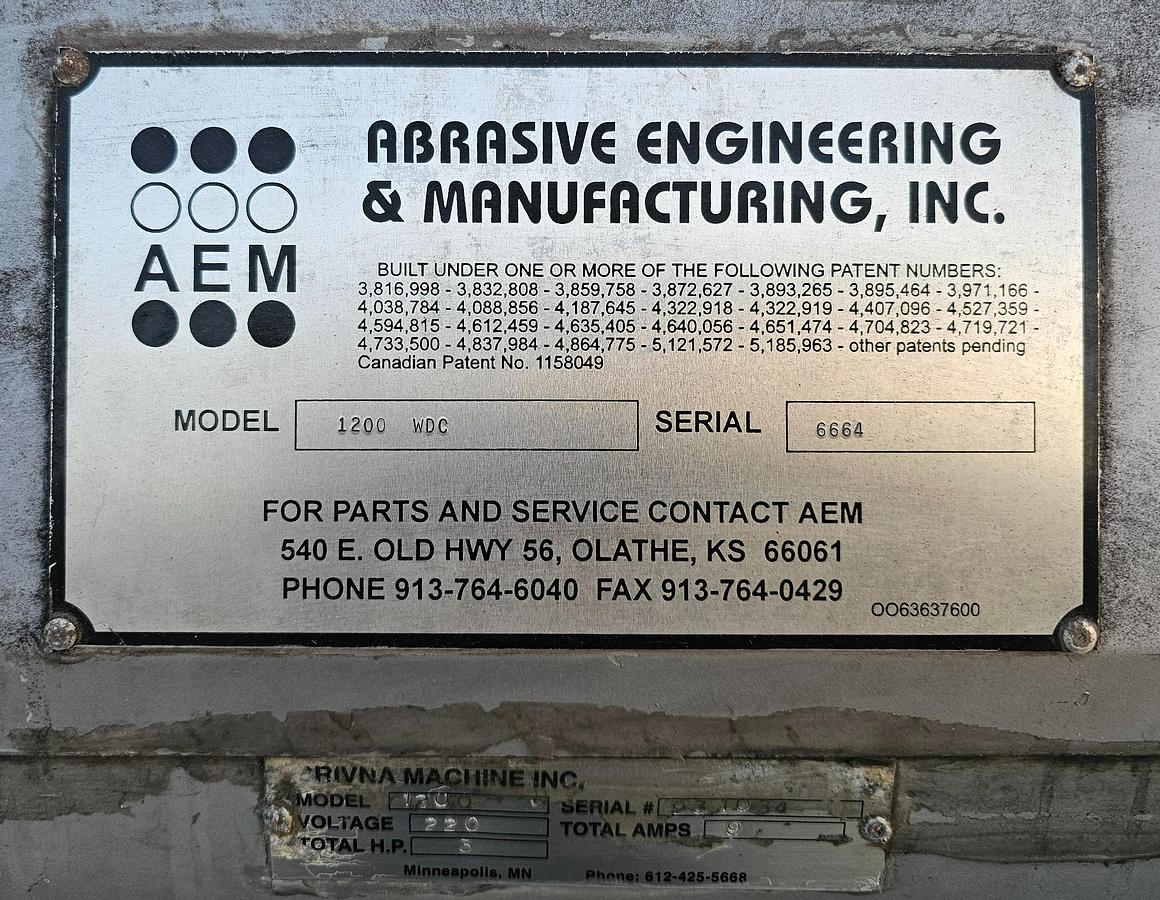 AEM
ABRASIVE ENGINEERING
& MANUFACTURING, INC.
BUILT UNDER ONE OR MORE OF THE FOLLOWING PATENT NUMBERS:
3,816,998 - 3,832,808 - 3,859,758 - 3,872,627 - 3,893,265 - 3,895,464 - 3,971,166 -
4,038,784 - 4,088,856 - 4,187,645 - 4,322,918 - 4,322,919 - 4,407,096 - 4,527,359 -
4,594,815 - 4,612,459 - 4,635,405 - 4,640,056 - 4,651,474 - 4,704,823 - 4,719,721 -
4,733,500 - 4,837,984 - 4,864,775 - 5,121,572 - 5,185,963 - other patents pending
Canadian Patent No. 1158049
MODEL 1200 WDC SERIAL 6664
FOR PARTS AND SERVICE CONTACT AEM
540 E. OLD HWY 56, OLATHE, KS 66061
PHONE 913-764-6040 FAX 913-764-0429
OO63637600
MACHINE INC.
MODEL 1200 SERIAL #
VOLTAGE 220 TOTAL AMPS 9
TOTAL H.P. 3
Minneapolis, MN Phone: 612-425-5668